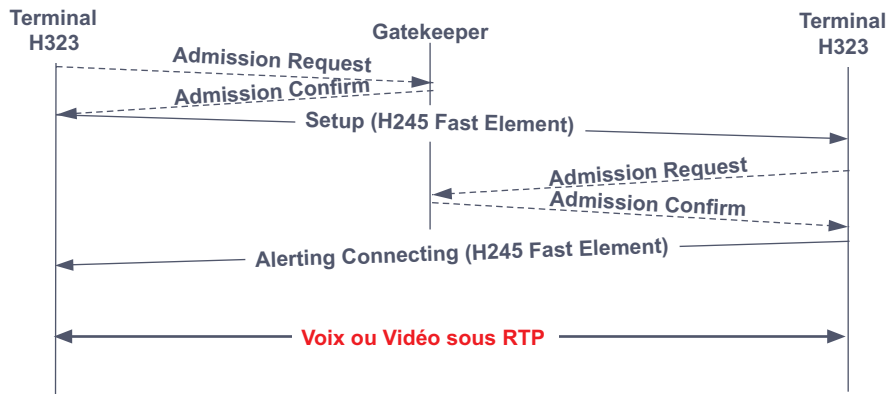 Terminal
H323
Gatekeeper
Terminal
H323
Admission Request
Admission Confirm
Setup (H245 Fast Element)
Admission Request
Admission Confirm
Alerting Connecting (H245 Fast Element)
Voix ou Vidéo sous RTP